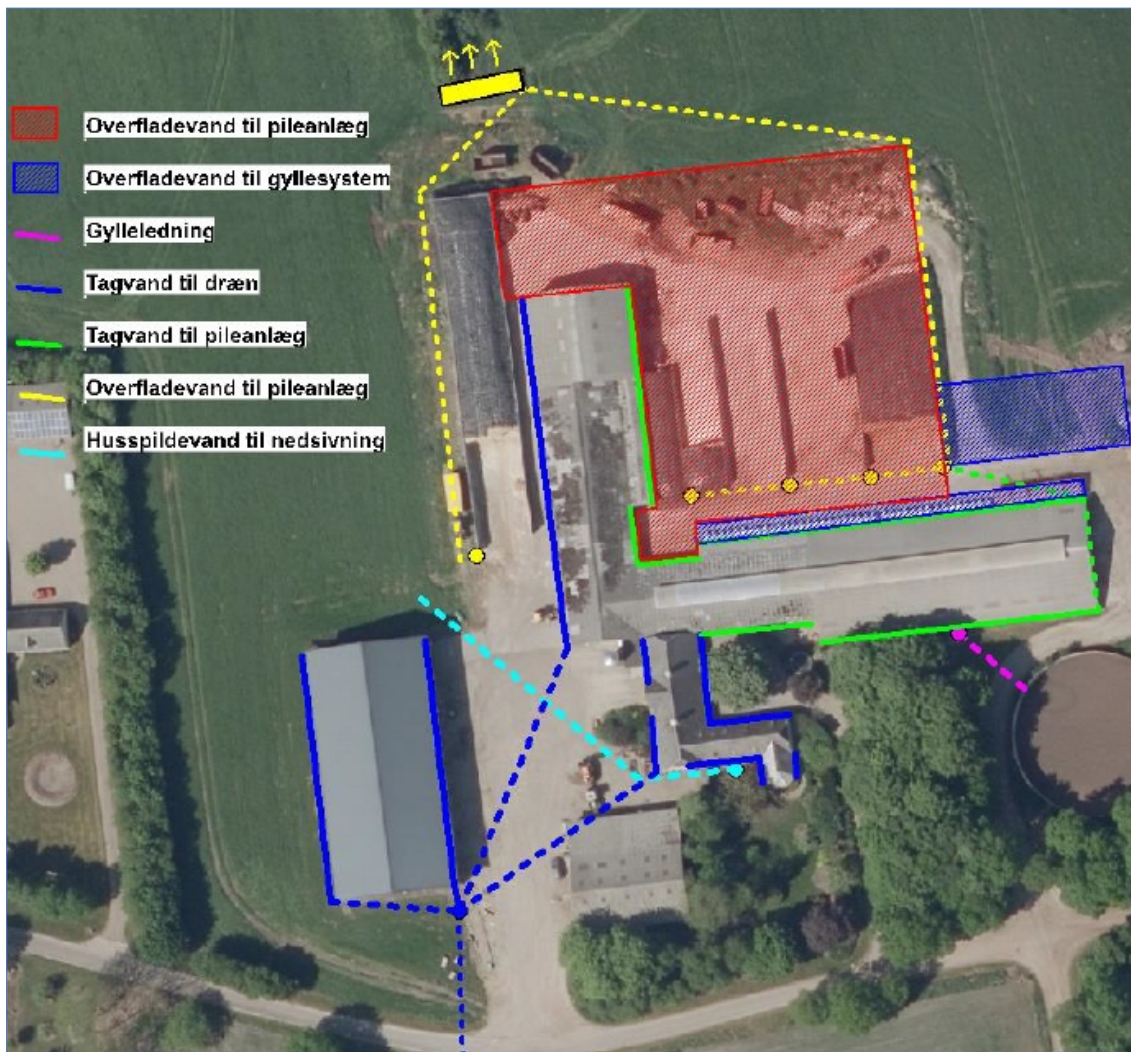 Overfladevand til pileanlæg
Overfladevand til gyllesystem
Gylleledning
Tagvand til dræn
Tagvand til pileanlæg
Overfladevand til pileanlæg
Husspildevand til nedsivning